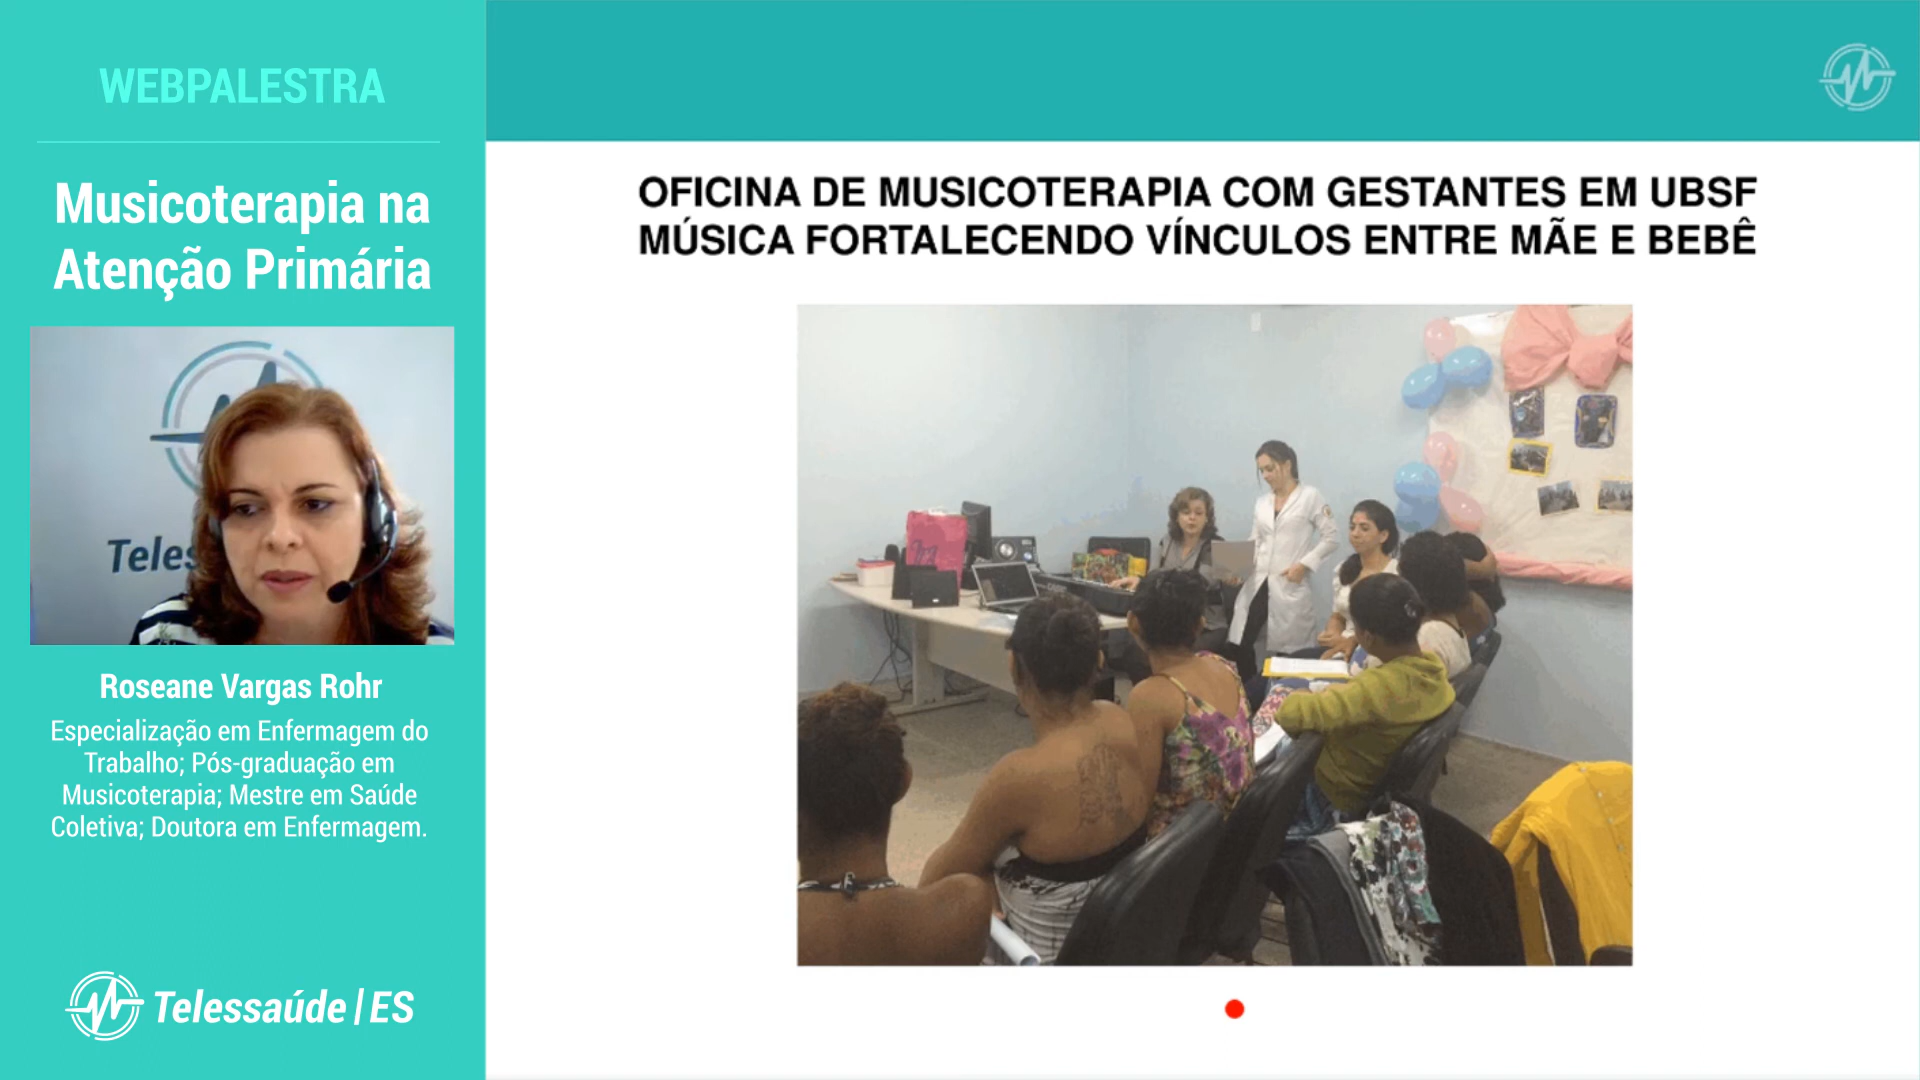 WEBPALESTRA
Musicoterapia na
Atenção Primária
Teles
Roseane Vargas Rohr
Especialização em Enfermagem do
Trabalho; Pós-graduação em
Musicoterapia; Mestre em Saúde
Coletiva; Doutora em Enfermagem.
Telessaúde|ES
OFICINA DE MUSICOTERAPIA COM GESTANTES EM UBSF
MÚSICA FORTALECENDO VÍNCULOS ENTRE MÃE E BEBÊ